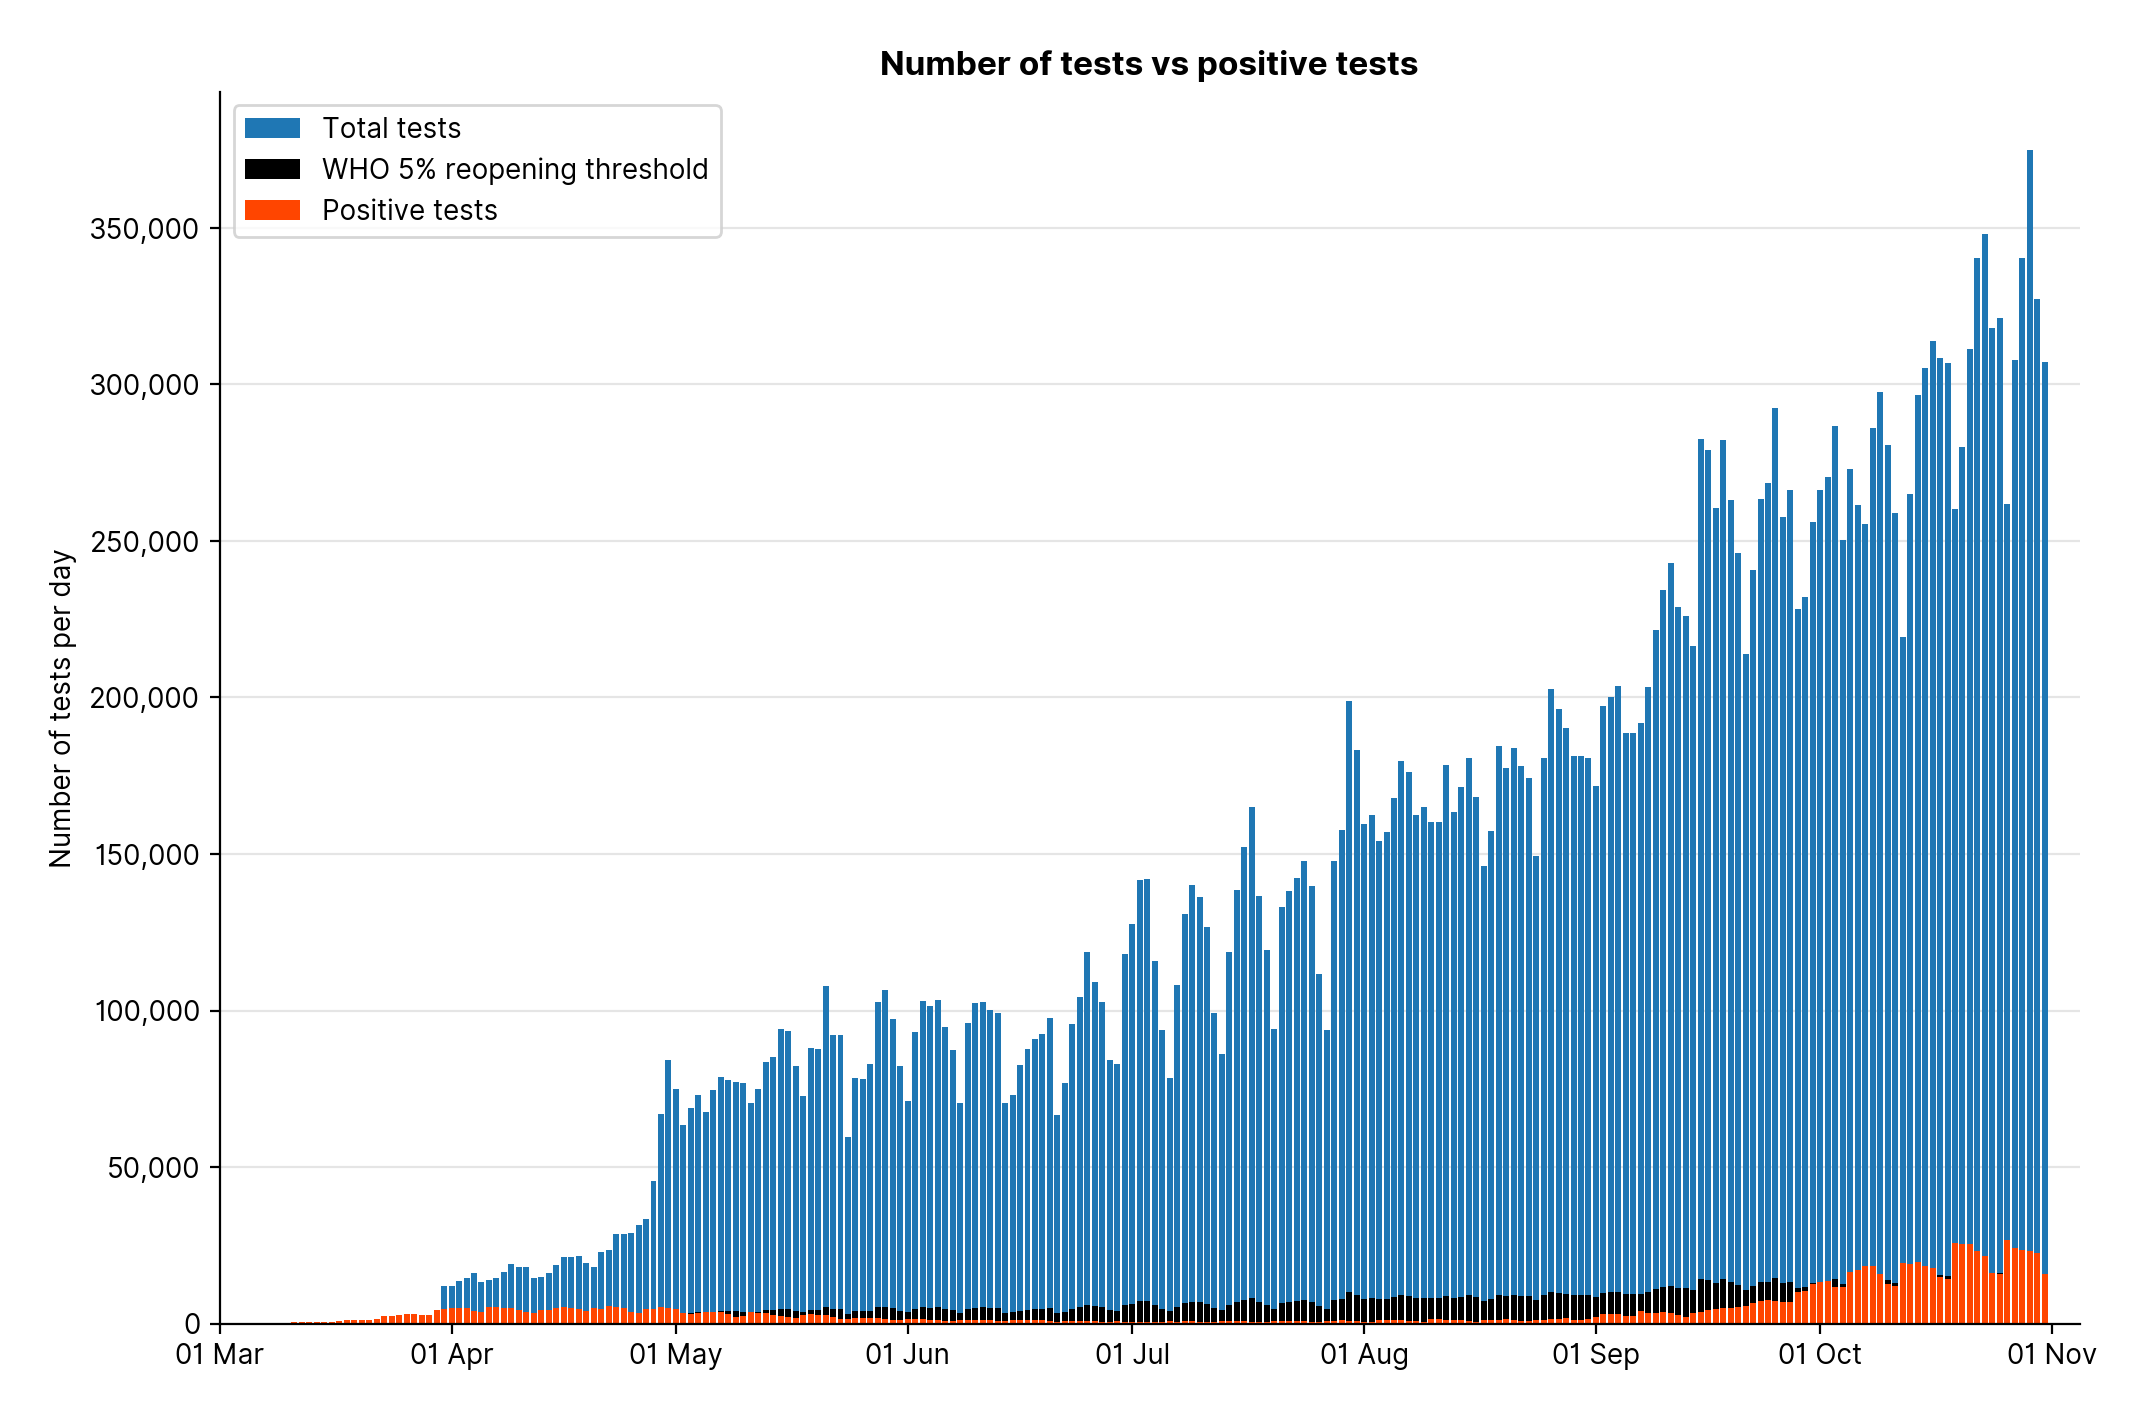 Number of tests vs positive tests
Total tests
WHO 5% reopening threshold
Positive tests
Number of tests per day
350,000
300,000
250,000
200,000
150,000
100,000
50,000
0
01 Mar
01 Apr
01 May
01 Jun
01 Jul
01 Aug
01 Sep
01 Oct
01 Nov